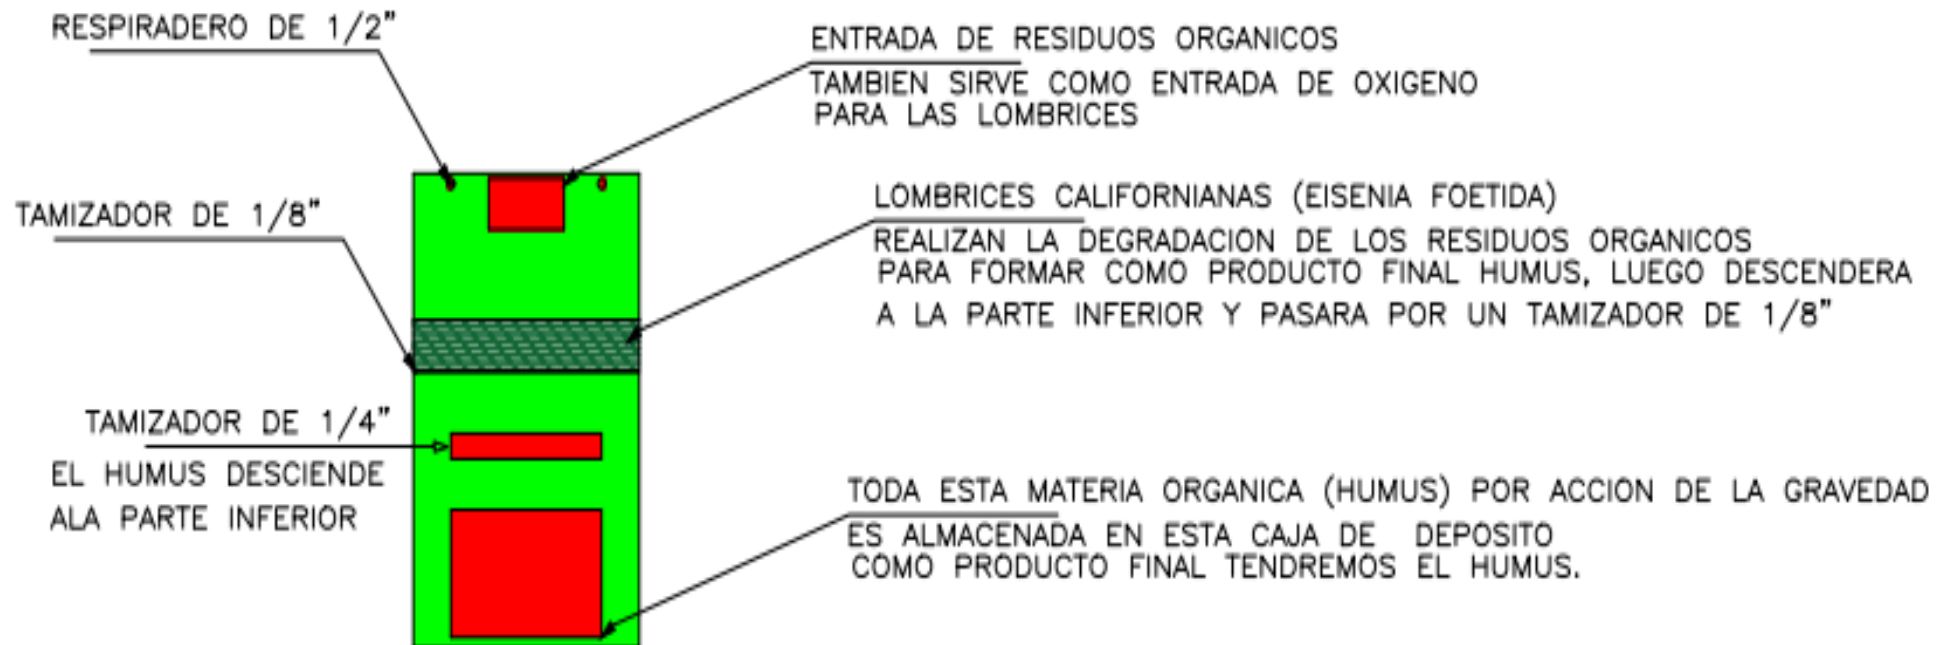 RESPIRADERO DE 1/2"
ENTRADA DE RESIDUOS ORGANICOS
TAMBIEN SIRVE COMO ENTRADA DE OXIGENO
PARA LAS LOMBRICES
TAMIZADOR DE 1/8"
LOMBRICES CALIFORNIANAS (EISENIA FOETIDA)
REALIZAN LA DEGRADACION DE LOS RESIDUOS ORGANICOS
PARA FORMAR COMO PRODUCTO FINAL HUMUS, LUEGO DESCENDERA
A LA PARTE INFERIOR Y PASARA POR UN TAMIZADOR DE 1/8"
TAMIZADOR DE 1/4"
EL HUMUS DESCIENDE
ALA PARTE INFERIOR
TODA ESTA MATERIA ORGANICA (HUMUS) POR ACCION DE LA GRAVEDAD
ES ALMACENADA EN ESTA CAJA DE DEPOSITO
COMO PRODUCTO FINAL TENDREMOS EL HUMUS.